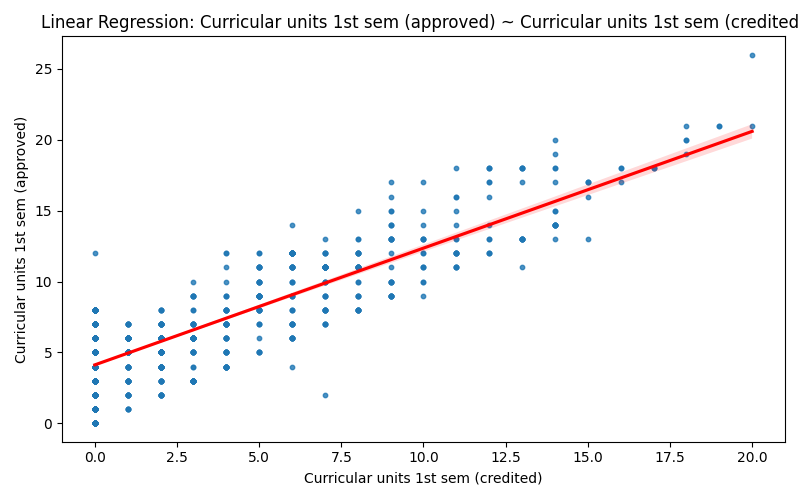 Linear Regression: Curricular units 1st sem (approved) ~ Curricular units 1st sem (credited
25
20
15
10
5
0
Curricular units 1st sem (approved)
0.0 2.5 5.0 7.5 10.0 12.5 15.0 17.5 20.0
Curricular units 1st sem (credited)